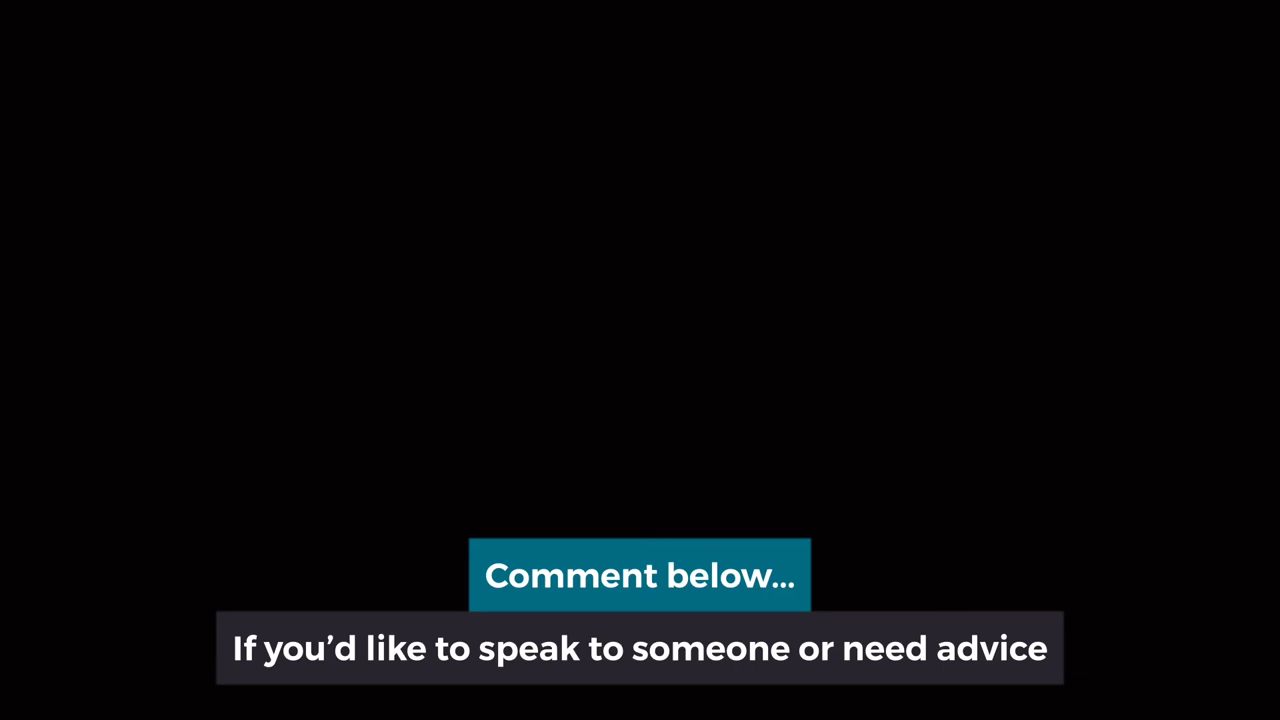 Comment below...
If you’d like to speak to someone or need advice